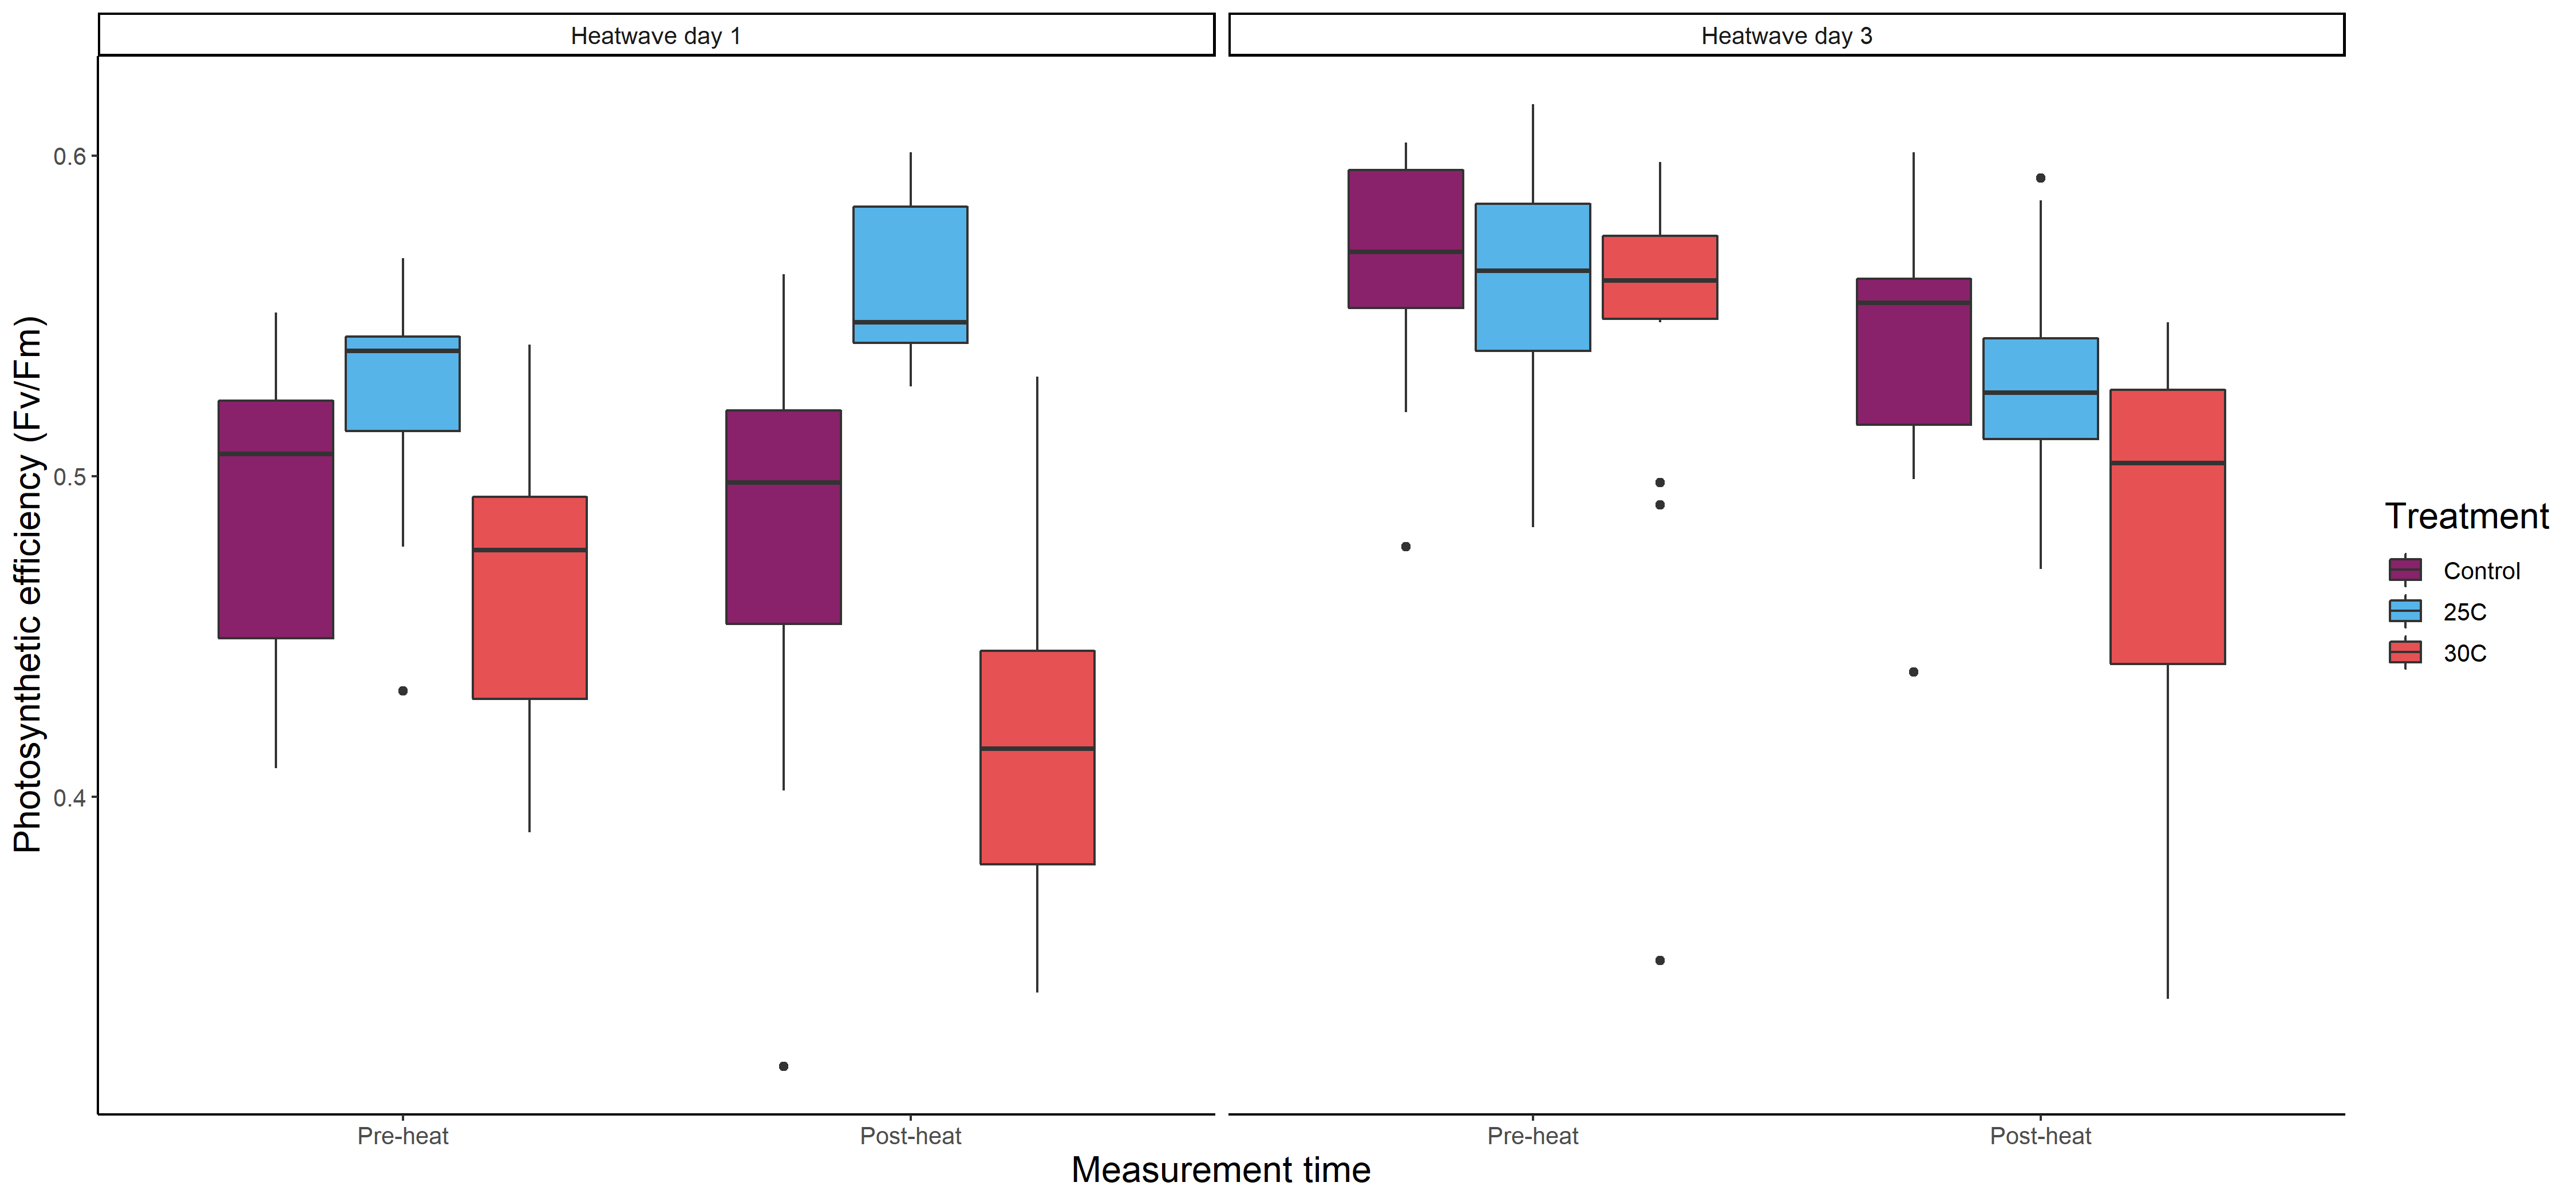 Heatwave day 1
Heatwave day 3
Photosynthetic efficiency (Fv/Fm)
0.6
0.5
0.4
Pre-heat
Post-heat
Pre-heat
Post-heat
Measurement time
Treatment
Control
25C
30C